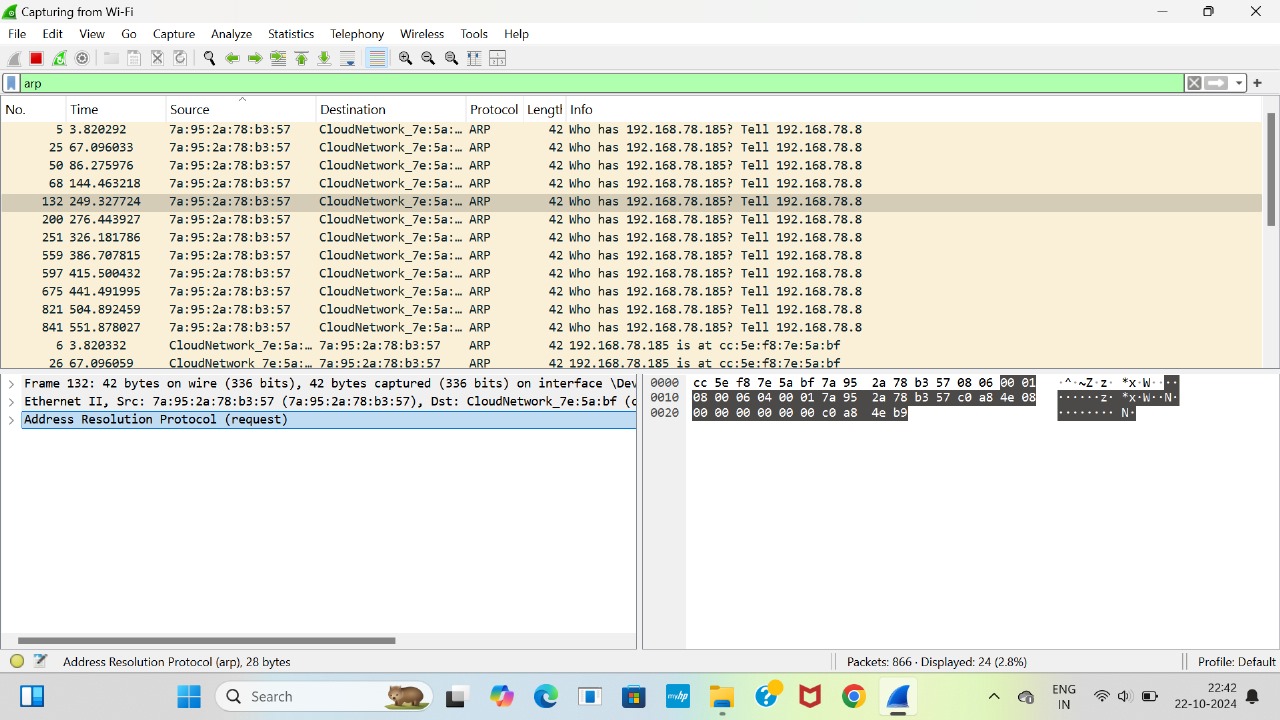 Capturing from Wi-Fi
File Edit View Go Capture Analyze Statistics Telephony Wireless Tools Help
arp
No. Time Source Destination Protocol Length Info
5 3.820292 7a:95:2a:78:b3:57 CloudNetwork_7e:5a:… ARP 42 Who has 192.168.78.185? Tell 192.168.78.8
25 67.096033 7a:95:2a:78:b3:57 CloudNetwork_7e:5a:… ARP 42 Who has 192.168.78.185? Tell 192.168.78.8
50 86.275976 7a:95:2a:78:b3:57 CloudNetwork_7e:5a:… ARP 42 Who has 192.168.78.185? Tell 192.168.78.8
68 144.463218 7a:95:2a:78:b3:57 CloudNetwork_7e:5a:… ARP 42 Who has 192.168.78.185? Tell 192.168.78.8
132 249.327724 7a:95:2a:78:b3:57 CloudNetwork_7e:5a:… ARP 42 Who has 192.168.78.185? Tell 192.168.78.8
200 276.443927 7a:95:2a:78:b3:57 CloudNetwork_7e:5a:… ARP 42 Who has 192.168.78.185? Tell 192.168.78.8
251 326.181786 7a:95:2a:78:b3:57 CloudNetwork_7e:5a:… ARP 42 Who has 192.168.78.185? Tell 192.168.78.8
559 386.707815 7a:95:2a:78:b3:57 CloudNetwork_7e:5a:… ARP 42 Who has 192.168.78.185? Tell 192.168.78.8
597 415.500432 7a:95:2a:78:b3:57 CloudNetwork_7e:5a:… ARP 42 Who has 192.168.78.185? Tell 192.168.78.8
675 441.491995 7a:95:2a:78:b3:57 CloudNetwork_7e:5a:… ARP 42 Who has 192.168.78.185? Tell 192.168.78.8
821 504.892459 7a:95:2a:78:b3:57 CloudNetwork_7e:5a:… ARP 42 Who has 192.168.78.185? Tell 192.168.78.8
841 551.878027 7a:95:2a:78:b3:57 CloudNetwork_7e:5a:… ARP 42 Who has 192.168.78.185? Tell 192.168.78.8
6 3.820332 CloudNetwork_7e:5a:… 7a:95:2a:78:b3:57 ARP 42 192.168.78.185 is at cc:5e:f8:7e:5a:bf
26 67.096059 CloudNetwork_7e:5a:… 7a:95:2a:78:b3:57 ARP 42 192.168.78.185 is at cc:5e:f8:7e:5a:bf
Frame 132: 42 bytes on wire (336 bits), 42 bytes captured (336 bits) on interface \Dev
Ethernet II, Src: 7a:95:2a:78:b3:57 (7a:95:2a:78:b3:57), Dst: CloudNetwork_7e:5a:bf (c
Address Resolution Protocol (request)
0000 cc 5e f8 7e 5a bf 7a 95 2a 78 b3 57 08 06 00 01 ·^·~Z·z· *x·W····
0010 08 00 06 04 00 01 7a 95 2a 78 b3 57 c0 a8 4e 08 ······z· *x·W··N·
0020 00 00 00 00 00 00 c0 a8 4e b9 ········ N·
Address Resolution Protocol (arp), 28 bytes
Packets: 866 · Displayed: 24 (2.8%)
Profile: Default
Search
myhp
ENG
IN
22:42
22-10-2024